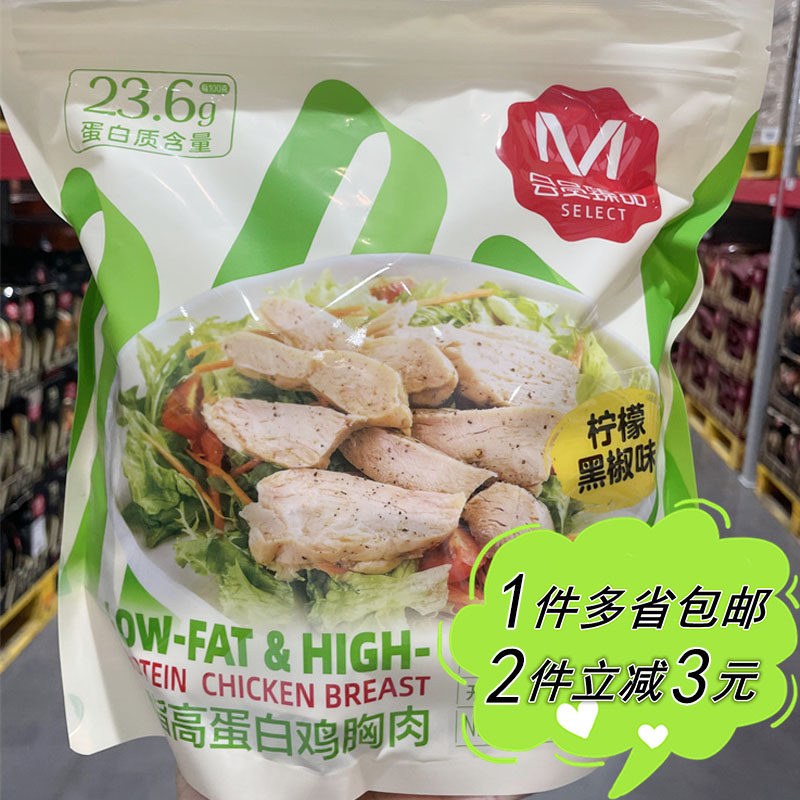 23.6g
每100克
蛋白质含量
M
会员臻品
SELECT
柠檬
黑椒味
LOW-FAT & HIGH-
PROTEIN CHICKEN BREAST
脂高蛋白鸡胸肉
1件多省包邮
2件立减3元